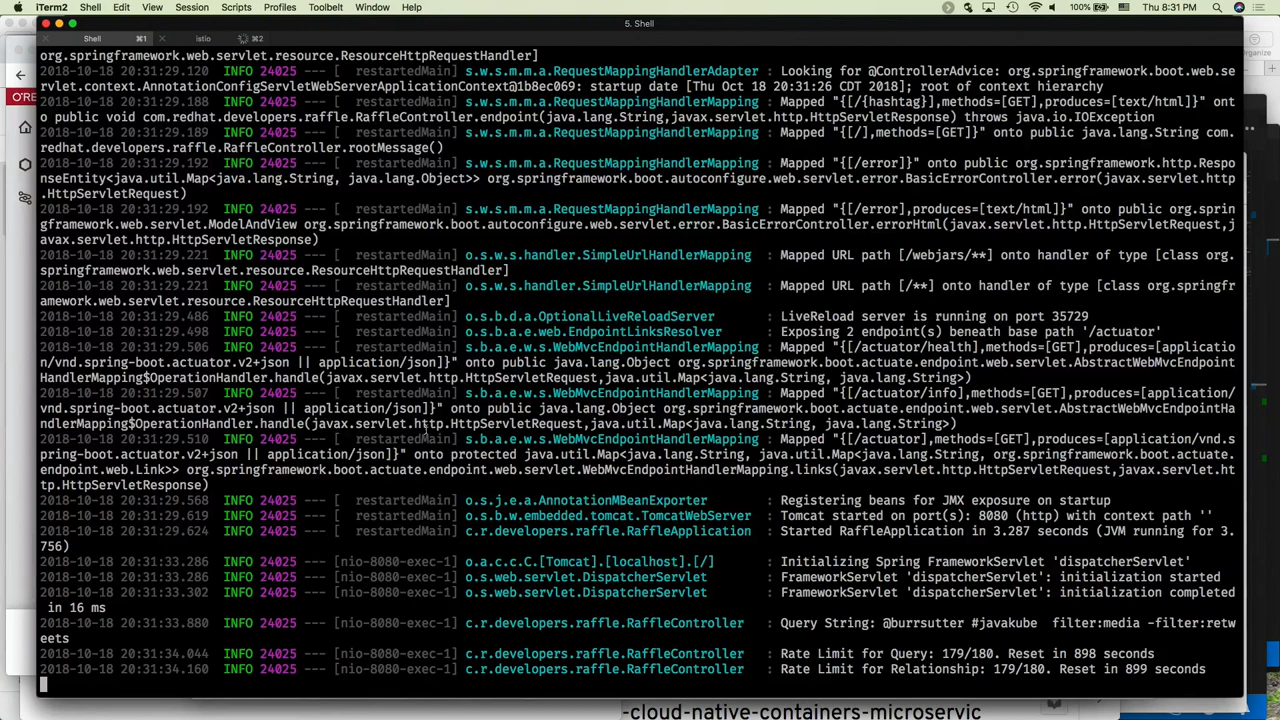 iTerm2 Shell Edit View Session Scripts Profiles Toolbelt Window Help 100% Thu 8:31 PM
5. Shell
Shell ⌘1 istio ⌘2
org.springframework.web.servlet.resource.ResourceHttpRequestHandler]
2018-10-18 20:31:29.120 INFO 24025 --- [ restartedMain] s.w.s.m.m.a.RequestMappingHandlerAdapter : Looking for @ControllerAdvice: org.springframework.boot.web.se
rvlet.context.AnnotationConfigServletWebServerApplicationContext@1b8ec069: startup date [Thu Oct 18 20:31:26 CDT 2018]; root of context hierarchy
2018-10-18 20:31:29.188 INFO 24025 --- [ restartedMain] s.w.s.m.m.a.RequestMappingHandlerMapping : Mapped "{[/{hashtag}],methods=[GET],produces=[text/html]}" ont
o public void com.redhat.developers.raffle.RaffleController.endpoint(java.lang.String,javax.servlet.http.HttpServletResponse) throws java.io.IOException
2018-10-18 20:31:29.189 INFO 24025 --- [ restartedMain] s.w.s.m.m.a.RequestMappingHandlerMapping : Mapped "{[/],methods=[GET]}" onto public java.lang.String com.
redhat.developers.raffle.RaffleController.rootMessage()
2018-10-18 20:31:29.192 INFO 24025 --- [ restartedMain] s.w.s.m.m.a.RequestMappingHandlerMapping : Mapped "{[/error]}" onto public org.springframework.http.Respo
nseEntity<java.util.Map<java.lang.String, java.lang.Object>> org.springframework.boot.autoconfigure.web.servlet.error.BasicErrorController.error(javax.servlet.http
.HttpServletRequest)
2018-10-18 20:31:29.192 INFO 24025 --- [ restartedMain] s.w.s.m.m.a.RequestMappingHandlerMapping : Mapped "{[/error],produces=[text/html]}" onto public org.sprin
gframework.web.servlet.ModelAndView org.springframework.boot.autoconfigure.web.servlet.error.BasicErrorController.errorHtml(javax.servlet.http.HttpServletRequest,j
avax.servlet.http.HttpServletResponse)
2018-10-18 20:31:29.221 INFO 24025 --- [ restartedMain] o.s.w.s.handler.SimpleUrlHandlerMapping : Mapped URL path [/webjars/**] onto handler of type [class org.
springframework.web.servlet.resource.ResourceHttpRequestHandler]
2018-10-18 20:31:29.221 INFO 24025 --- [ restartedMain] o.s.w.s.handler.SimpleUrlHandlerMapping : Mapped URL path [/**] onto handler of type [class org.springfr
amework.web.servlet.resource.ResourceHttpRequestHandler]
2018-10-18 20:31:29.486 INFO 24025 --- [ restartedMain] o.s.b.d.a.OptionalLiveReloadServer : LiveReload server is running on port 35729
2018-10-18 20:31:29.498 INFO 24025 --- [ restartedMain] o.s.b.a.e.web.EndpointLinksResolver : Exposing 2 endpoint(s) beneath base path '/actuator'
2018-10-18 20:31:29.506 INFO 24025 --- [ restartedMain] s.b.a.e.w.s.WebMvcEndpointHandlerMapping : Mapped "{[/actuator/health],methods=[GET],produces=[applicatio
n/vnd.spring-boot.actuator.v2+json || application/json]}" onto public java.lang.Object org.springframework.boot.actuate.endpoint.web.servlet.AbstractWebMvcEndpoint
HandlerMapping$OperationHandler.handle(javax.servlet.http.HttpServletRequest,java.util.Map<java.lang.String, java.lang.String>)
2018-10-18 20:31:29.507 INFO 24025 --- [ restartedMain] s.b.a.e.w.s.WebMvcEndpointHandlerMapping : Mapped "{[/actuator/info],methods=[GET],produces=[application/
vnd.spring-boot.actuator.v2+json || application/json]}" onto public java.lang.Object org.springframework.boot.actuate.endpoint.web.servlet.AbstractWebMvcEndpointHa
ndlerMapping$OperationHandler.handle(javax.servlet.http.HttpServletRequest,java.util.Map<java.lang.String, java.lang.String>)
2018-10-18 20:31:29.510 INFO 24025 --- [ restartedMain] s.b.a.e.w.s.WebMvcEndpointHandlerMapping : Mapped "{[/actuator],methods=[GET],produces=[application/vnd.s
pring-boot.actuator.v2+json || application/json]}" onto protected java.util.Map<java.lang.String, java.util.Map<java.lang.String, org.springframework.boot.actuate.
endpoint.web.Link>> org.springframework.boot.actuate.endpoint.web.servlet.WebMvcEndpointHandlerMapping.links(javax.servlet.http.HttpServletRequest,javax.servlet.ht
tp.HttpServletResponse)
2018-10-18 20:31:29.568 INFO 24025 --- [ restartedMain] o.s.j.e.a.AnnotationMBeanExporter : Registering beans for JMX exposure on startup
2018-10-18 20:31:29.619 INFO 24025 --- [ restartedMain] o.s.b.w.embedded.tomcat.TomcatWebServer : Tomcat started on port(s): 8080 (http) with context path ''
2018-10-18 20:31:29.624 INFO 24025 --- [ restartedMain] c.r.developers.raffle.RaffleApplication : Started RaffleApplication in 3.287 seconds (JVM running for 3.
756)
2018-10-18 20:31:33.286 INFO 24025 --- [nio-8080-exec-1] o.a.c.c.C.[Tomcat].[localhost].[/] : Initializing Spring FrameworkServlet 'dispatcherServlet'
2018-10-18 20:31:33.286 INFO 24025 --- [nio-8080-exec-1] o.s.web.servlet.DispatcherServlet : FrameworkServlet 'dispatcherServlet': initialization started
2018-10-18 20:31:33.302 INFO 24025 --- [nio-8080-exec-1] o.s.web.servlet.DispatcherServlet : FrameworkServlet 'dispatcherServlet': initialization completed
in 16 ms
2018-10-18 20:31:33.880 INFO 24025 --- [nio-8080-exec-1] c.r.developers.raffle.RaffleController : Query String: @burrsutter #javakube filter:media -filter:retw
eets
2018-10-18 20:31:34.044 INFO 24025 --- [nio-8080-exec-1] c.r.developers.raffle.RaffleController : Rate Limit for Query: 179/180. Reset in 898 seconds
2018-10-18 20:31:34.160 INFO 24025 --- [nio-8080-exec-1] c.r.developers.raffle.RaffleController : Rate Limit for Relationship: 179/180. Reset in 899 seconds
-cloud-native-containers-microservic